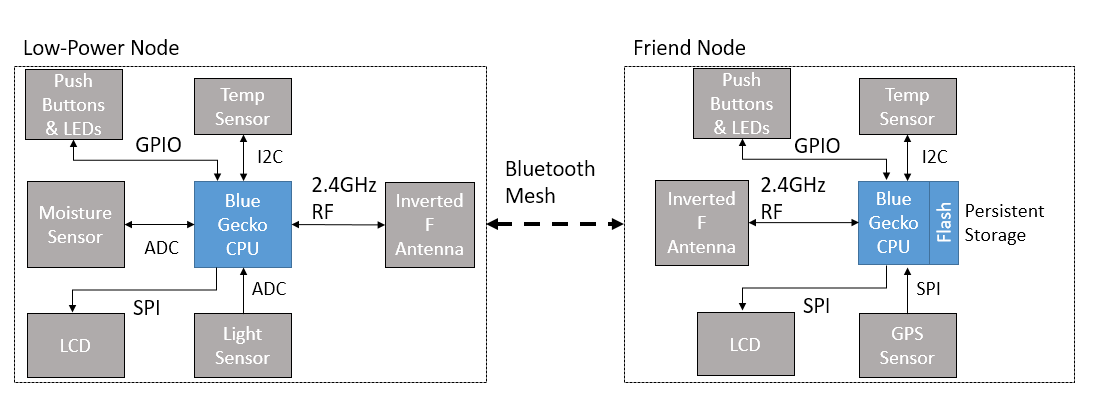 Low-Power Node
Push
Buttons
& LEDs
Temp
Sensor
GPIO
I2C
Moisture
Sensor
ADC
Blue
Gecko
CPU
2.4GHz
RF
Inverted
F
Antenna
SPI
ADC
LCD
Light
Sensor
Bluetooth
Mesh
Friend Node
Push
Buttons
& LEDs
Temp
Sensor
GPIO
I2C
Inverted
F
Antenna
2.4GHz
RF
Blue
Gecko
CPU
Flash
Persistent
Storage
SPI
SPI
LCD
GPS
Sensor